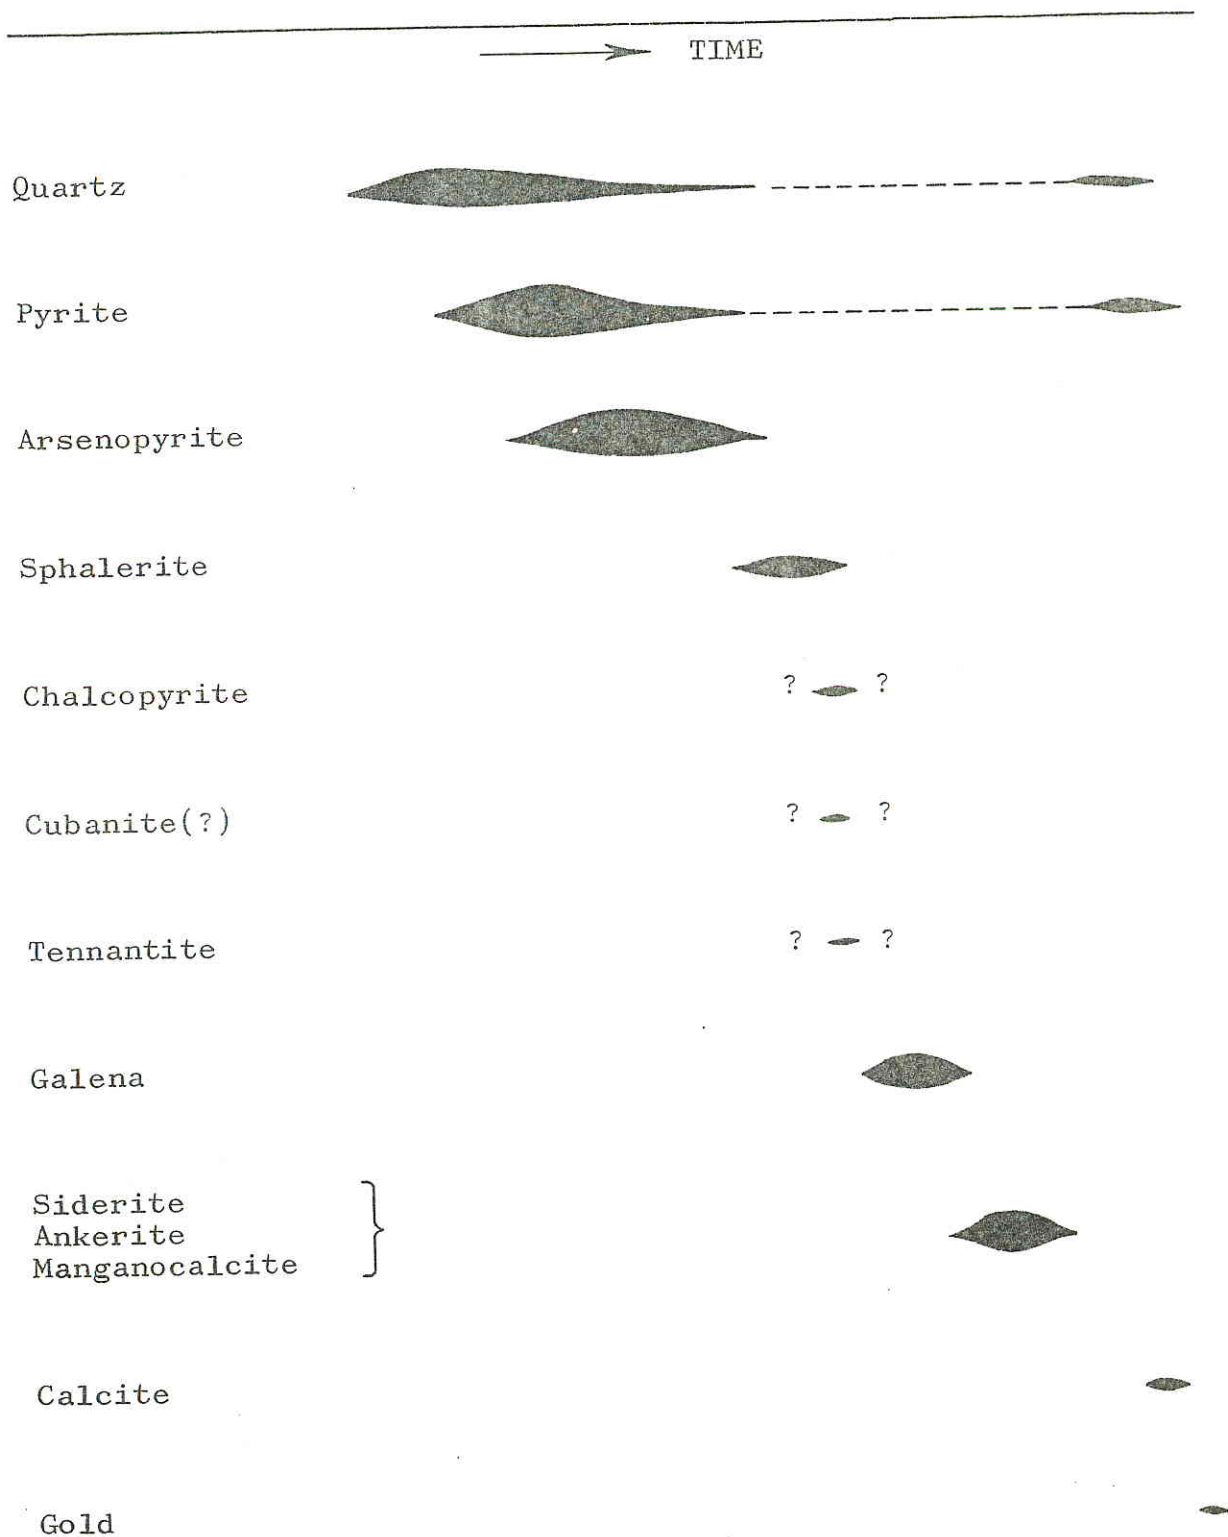 TIME
Quartz
Pyrite
Arsenopyrite
Sphalerite
Chalcopyrite ? ?
Cubanite(?) ? ?
Tennantite ? ?
Galena
Siderite
Ankerite
Manganocalcite
Calcite
Gold